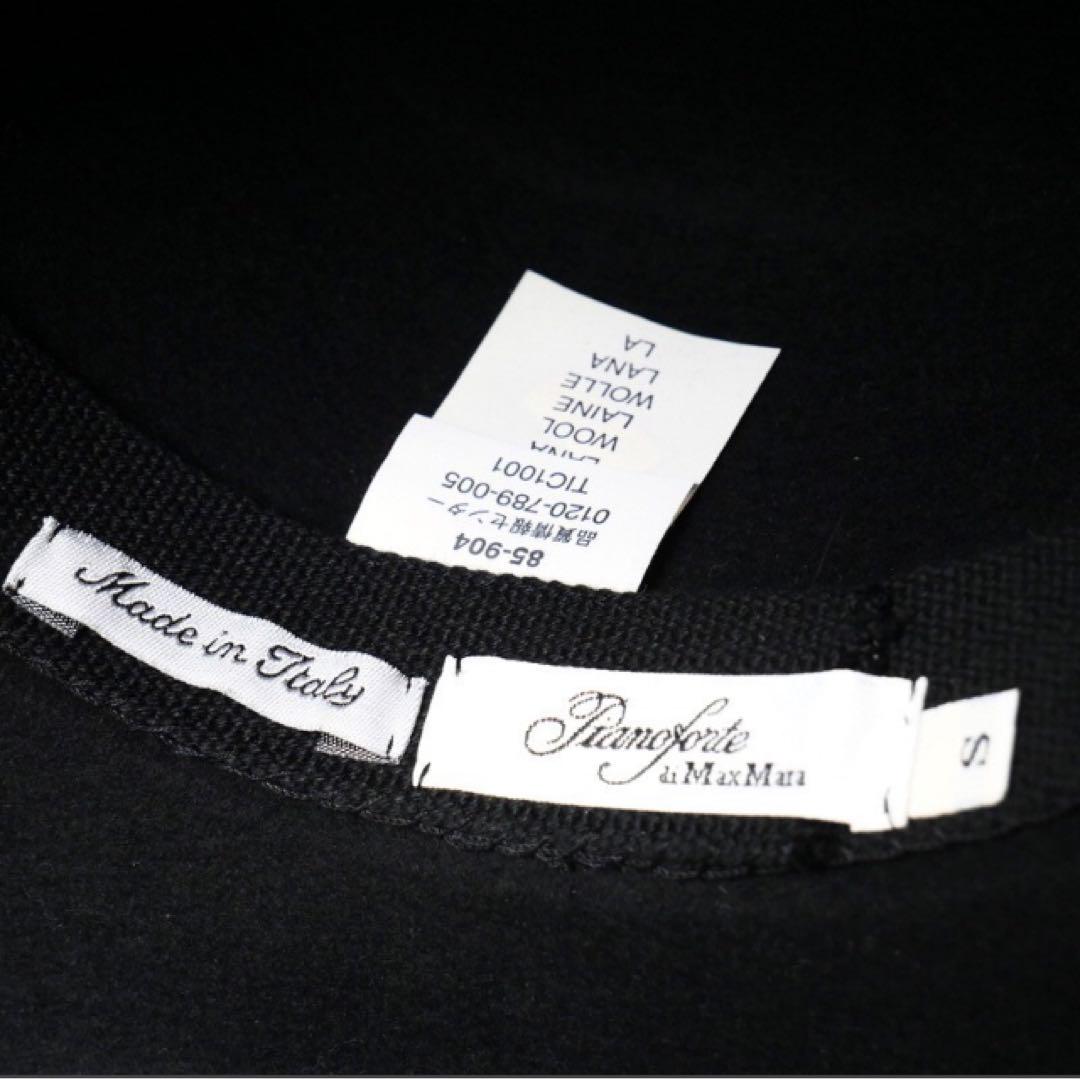 Made in Italy
Pianoforte
di MaxMara
S
85-904
品質情報センター
0120-789-005
TIC1001
LANA
WOOL
LAINE
WOLLE
LANA
LA